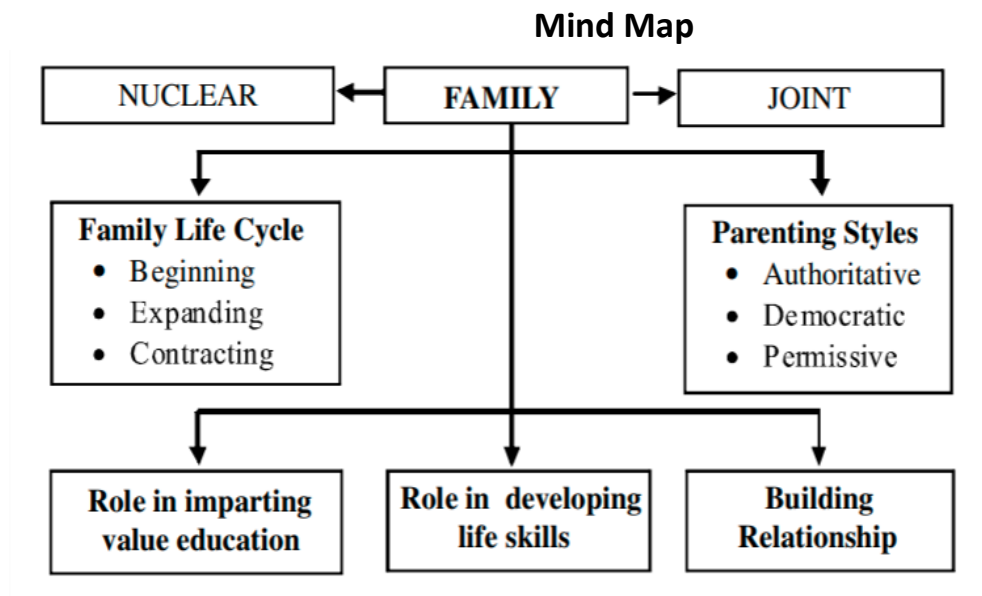 Mind Map
NUCLEAR
FAMILY
JOINT
Family Life Cycle
• Beginning
• Expanding
• Contracting
Parenting Styles
• Authoritative
• Democratic
• Permissive
Role in imparting
value education
Role in developing
life skills
Building
Relationship